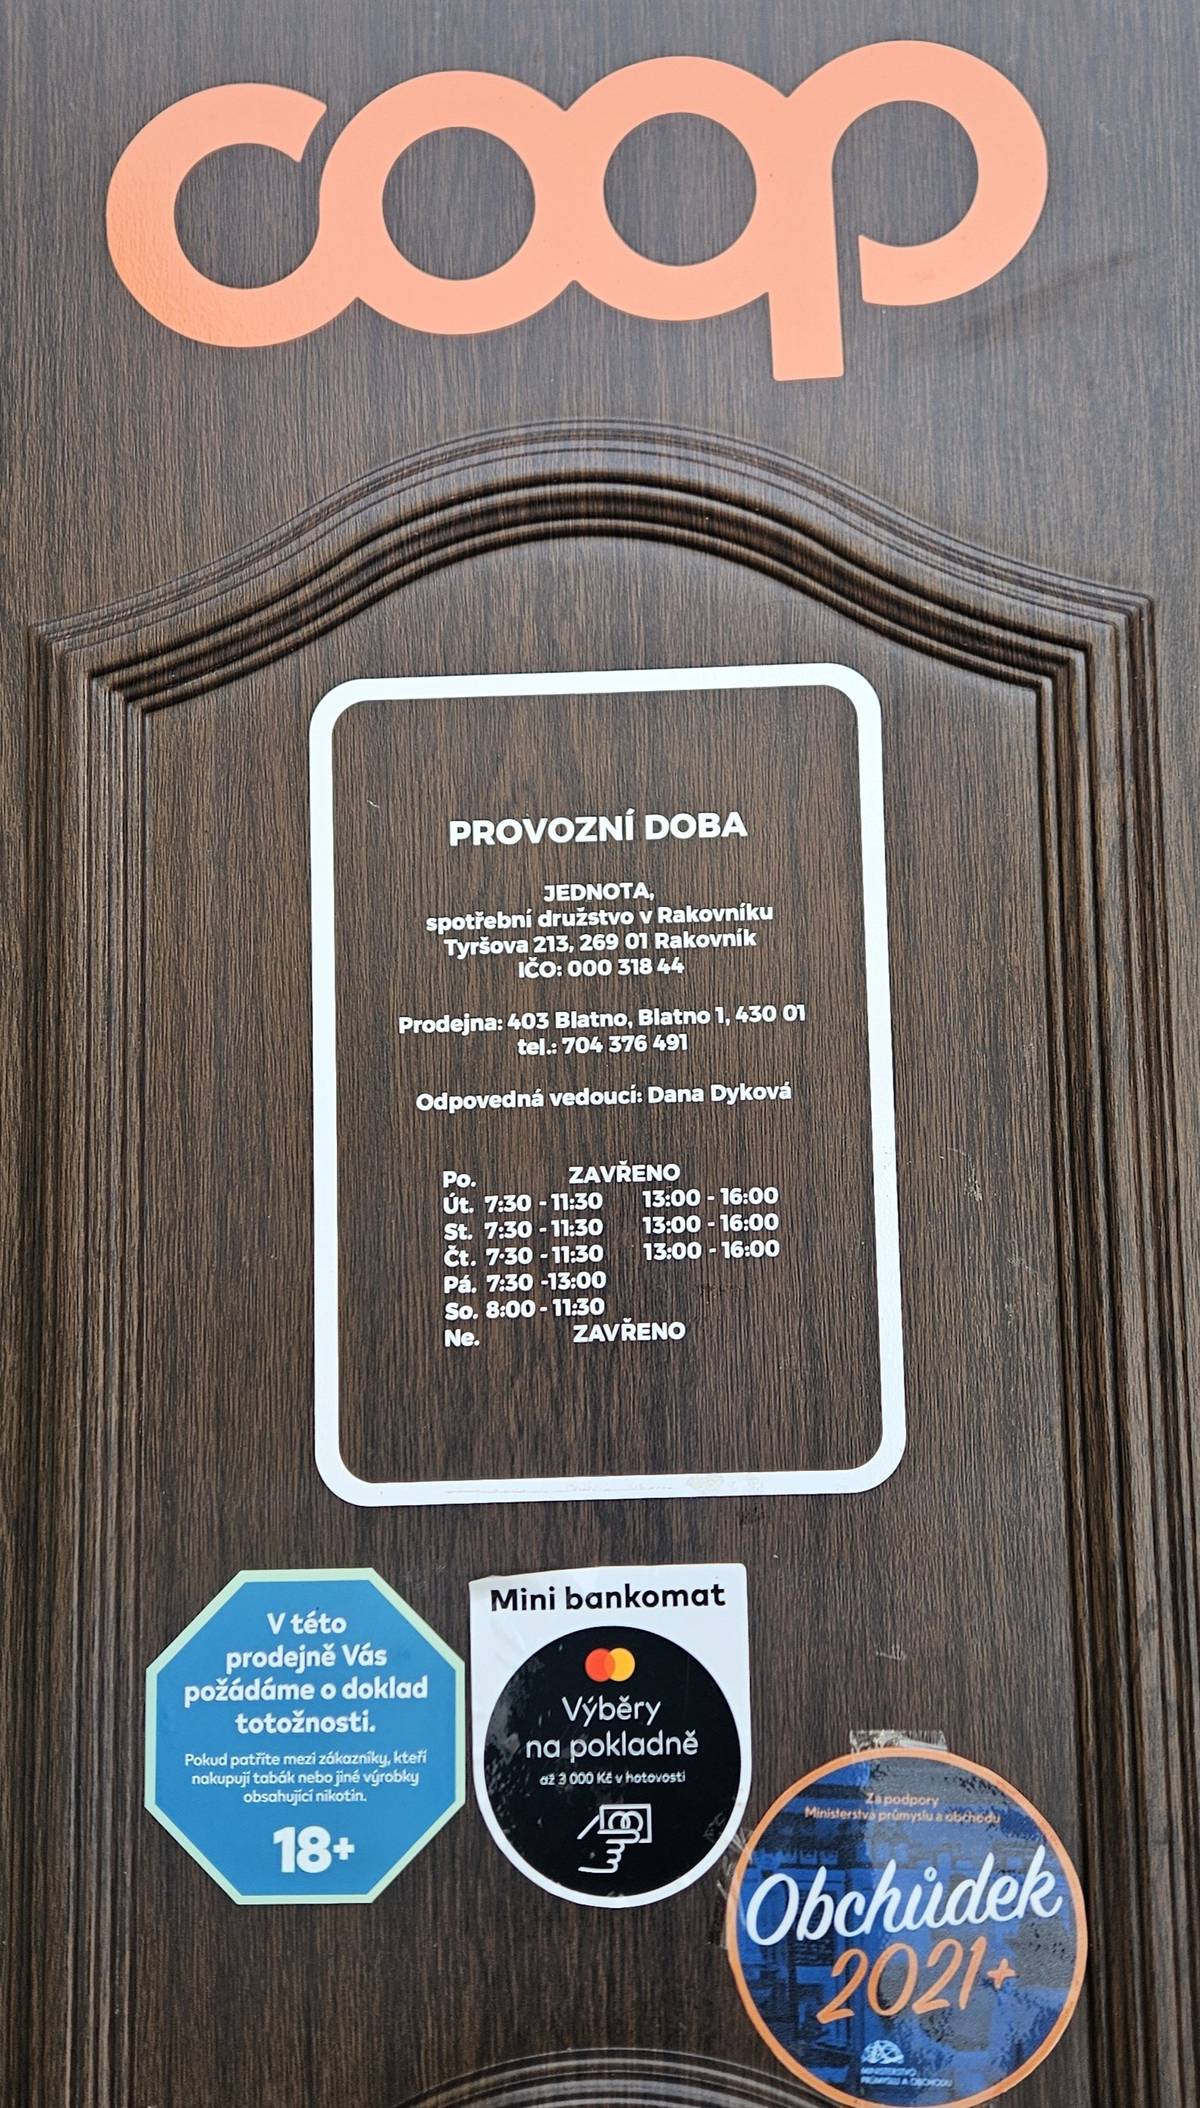 coop
PROVOZNÍ DOBA
JEDNOTA,
spotřební družstvo v Rakovníku
Tyršova 213, 269 01 Rakovník
IČO: 000 318 44
Prodejna: 403 Blatno, Blatno 1, 430 01
tel.: 704 376 491
Odpovedná vedoucí: Dana Dyková
Po. ZAVŘENO
Út. 7:30 - 11:30 13:00 - 16:00
St. 7:30 - 11:30 13:00 - 16:00
Čt. 7:30 - 11:30 13:00 - 16:00
Pá. 7:30 -13:00
So. 8:00 - 11:30
Ne. ZAVŘENO
V této
prodejně Vás
požádáme o doklad
totožnosti.
Pokud patříte mezi zákazníky, kteří
nakupují tabák nebo jiné výrobky
obsahující nikotin.
18+
Mini bankomat
Výběry
na pokladně
až 3 000 Kč v hotovosti
Za podpory
Ministerstva průmyslu a obchodu
Obchůdek
2021+
MINISTERSTVO
PRŮMYSLU A OBCHODU